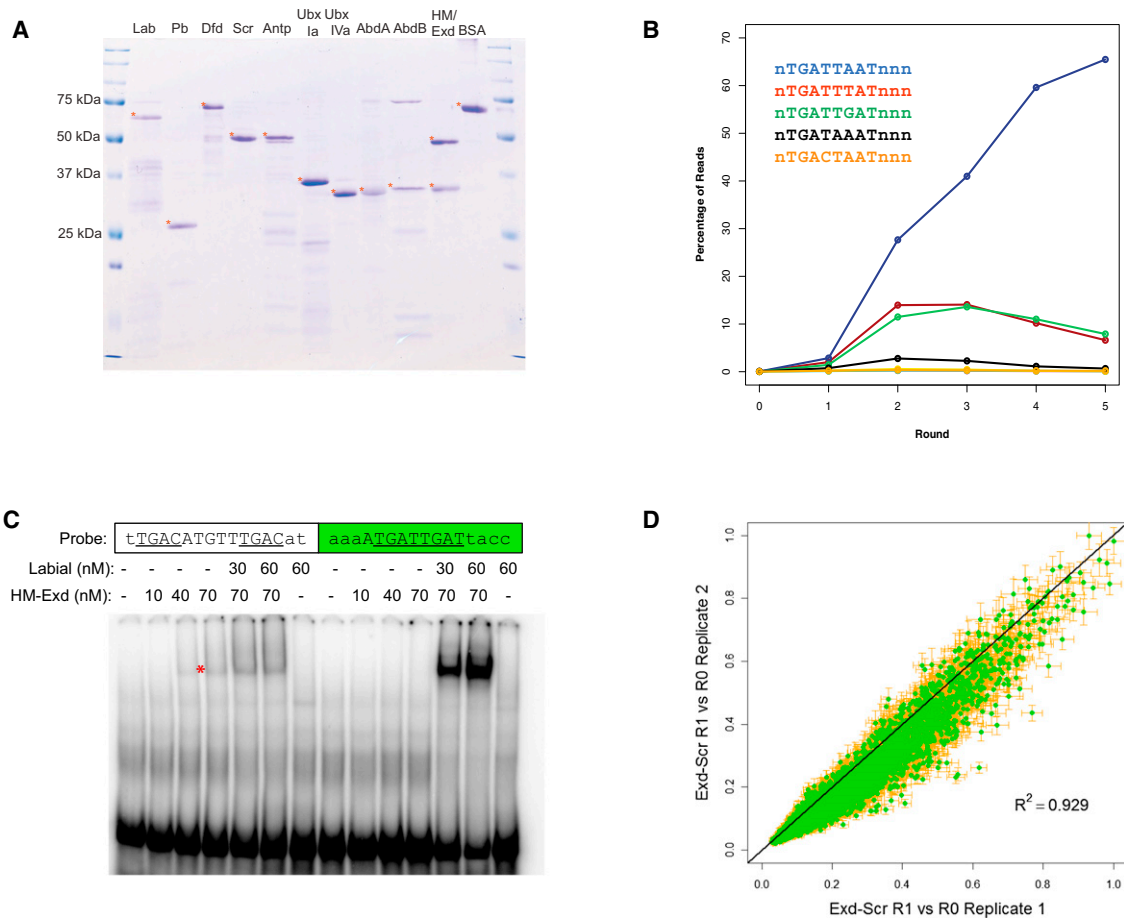 A
Lab Pb Dfd Scr Antp Ubx Ia Ubx IVa AbdA AbdB HM/Exd BSA
75 kDa
50 kDa
37 kDa
25 kDa
B
nTGATTAATnnn
nTGATTTATnnn
nTGATTGATnnn
nTGATAAATnnn
nTGACTAATnnn
Percentage of Reads
70
60
50
40
30
20
10
0
0 1 2 3 4 5
Round
C
Probe: tTGACATGTTTGACat aaaATGATTGATtacc
Labial (nM): - - - - 30 60 60 - - - - 30 60 60
HM-Exd (nM): - 10 40 70 70 70 - - 10 40 70 70 70 -
*
D
Exd-Scr R1 vs R0 Replicate 2
1.0
0.8
0.6
0.4
0.2
0.0
R2 = 0.929
0.0 0.2 0.4 0.6 0.8 1.0
Exd-Scr R1 vs R0 Replicate 1